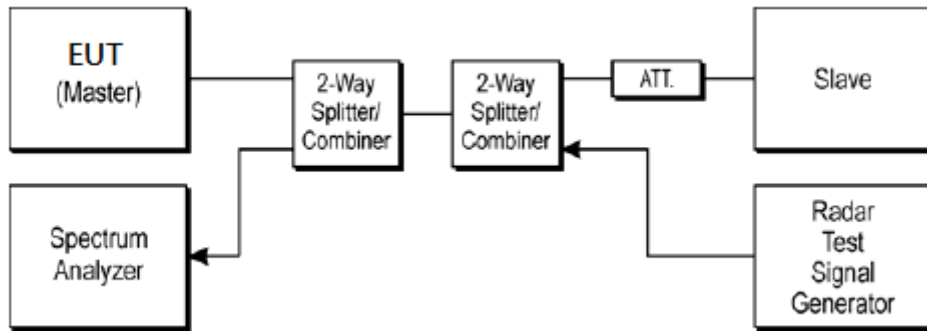 EUT
(Master)
2-Way
Splitter/
Combiner
2-Way
Splitter/
Combiner
ATT.
Slave
Spectrum
Analyzer
Radar
Test
Signal
Generator